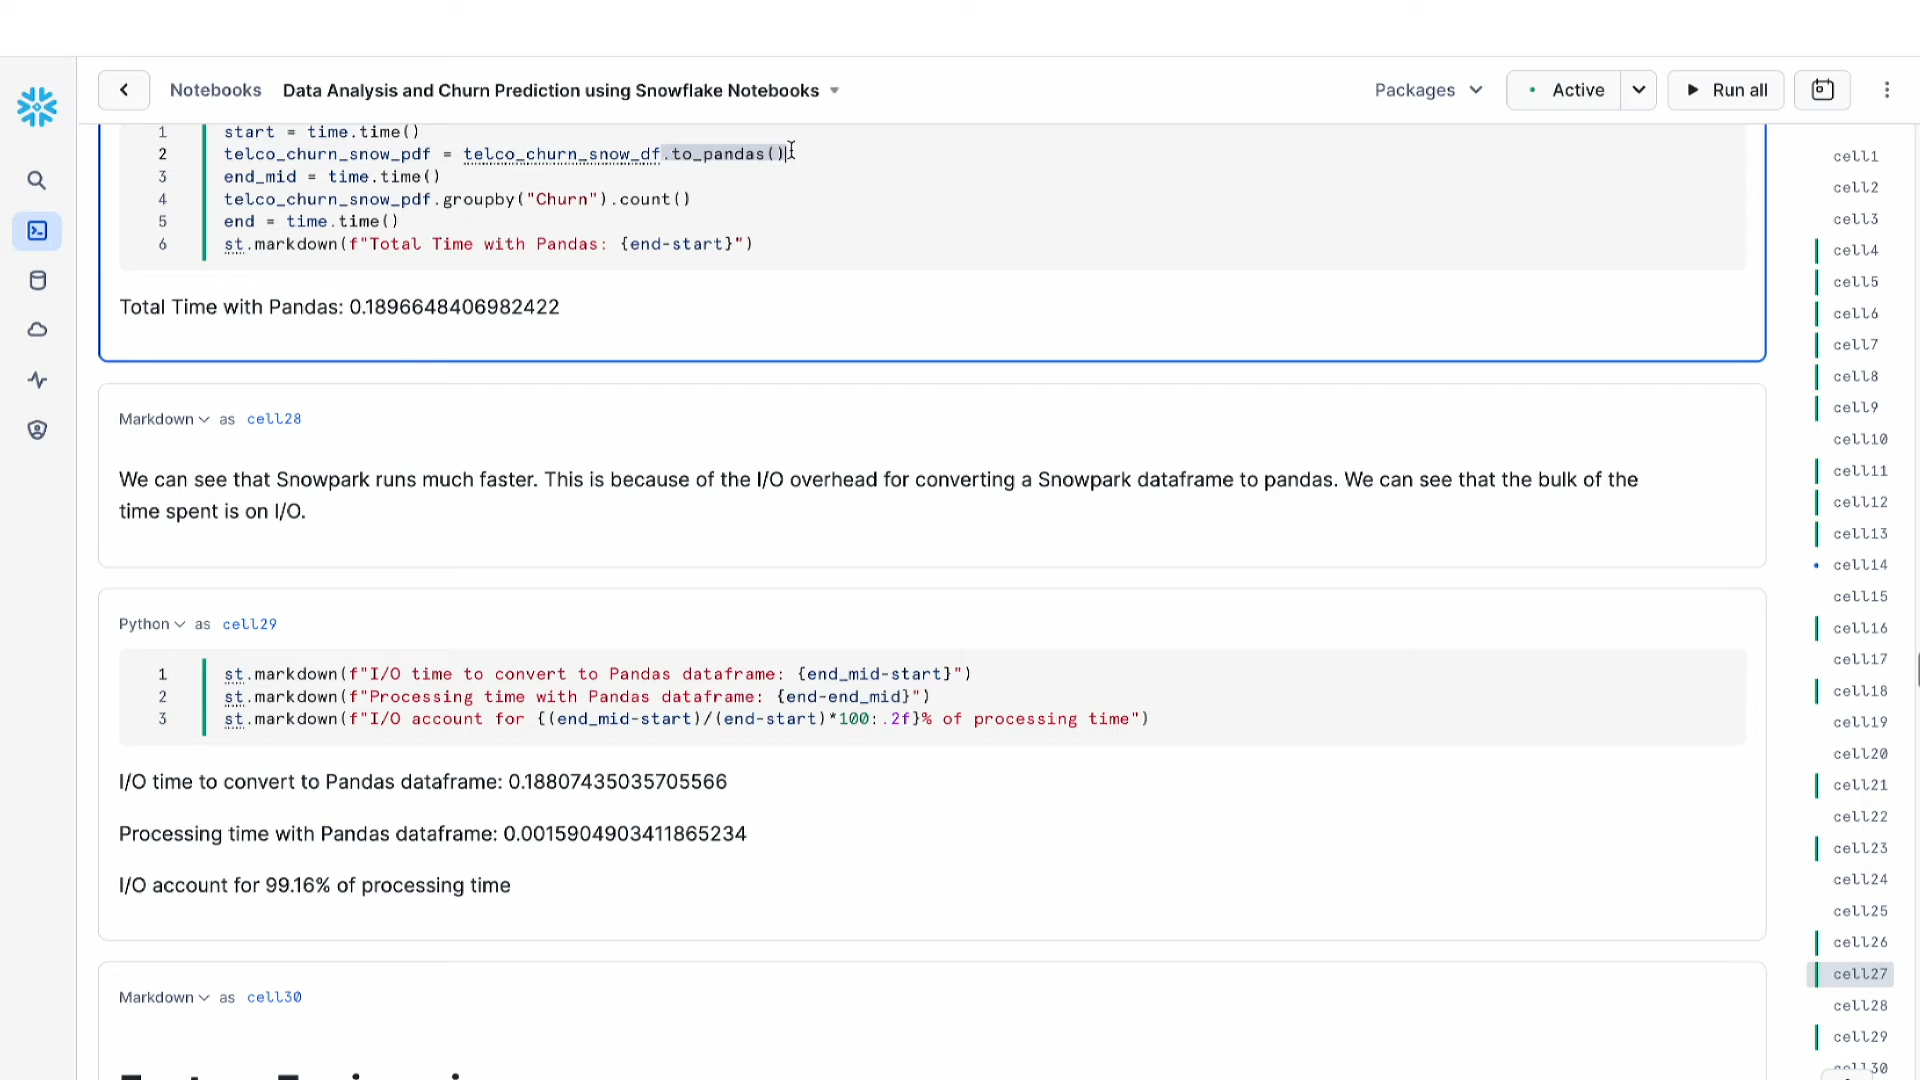 Notebooks Data Analysis and Churn Prediction using Snowflake Notebooks Packages Active Run all
1 start = time.time()
2 telco_churn_snow_pdf = telco_churn_snow_df.to_pandas()
3 end_mid = time.time()
4 telco_churn_snow_pdf.groupby("Churn").count()
5 end = time.time()
6 st.markdown(f"Total Time with Pandas: {end-start}")
Total Time with Pandas: 0.1896648406982422
Markdown as cell28
We can see that Snowpark runs much faster. This is because of the I/O overhead for converting a Snowpark dataframe to pandas. We can see that the bulk of the
time spent is on I/O.
Python as cell29
1 st.markdown(f"I/O time to convert to Pandas dataframe: {end_mid-start}")
2 st.markdown(f"Processing time with Pandas dataframe: {end-end_mid}")
3 st.markdown(f"I/O account for {(end_mid-start)/(end-start)*100:.2f}% of processing time")
I/O time to convert to Pandas dataframe: 0.18807435035705566
Processing time with Pandas dataframe: 0.0015904903411865234
I/O account for 99.16% of processing time
Markdown as cell30
cell1
cell2
cell3
cell4
cell5
cell6
cell7
cell8
cell9
cell10
cell11
cell12
cell13
cell14
cell15
cell16
cell17
cell18
cell19
cell20
cell21
cell22
cell23
cell24
cell25
cell26
cell27
cell28
cell29
cell30